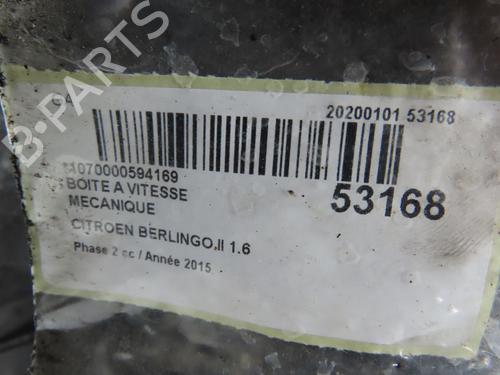 20200101 53168
1070000594169
53168
BOITE A VITESSE
MECANIQUE
CITROEN BERLINGO II 1.6
Phase 2 cc / Année 2015
B-PARTS